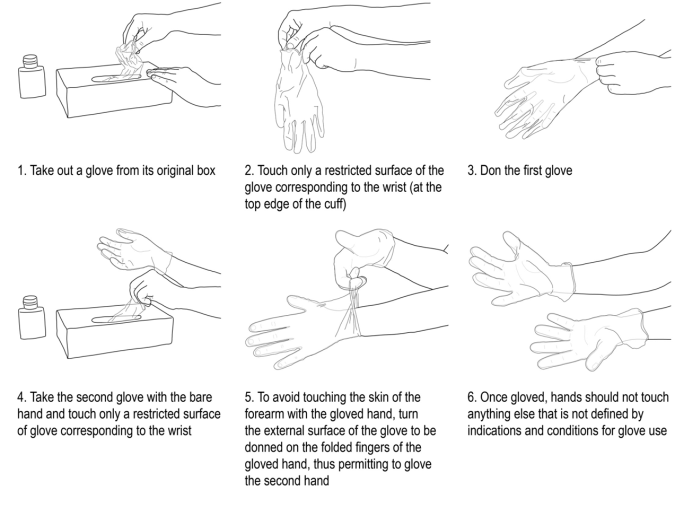 1. Take out a glove from its original box
2. Touch only a restricted surface of the
glove corresponding to the wrist (at the
top edge of the cuff)
3. Don the first glove
4. Take the second glove with the bare
hand and touch only a restricted surface
of glove corresponding to the wrist
5. To avoid touching the skin of the
forearm with the gloved hand, turn
the external surface of the glove to be
donned on the folded fingers of the
gloved hand, thus permitting to glove
the second hand
6. Once gloved, hands should not touch
anything else that is not defined by
indications and conditions for glove use